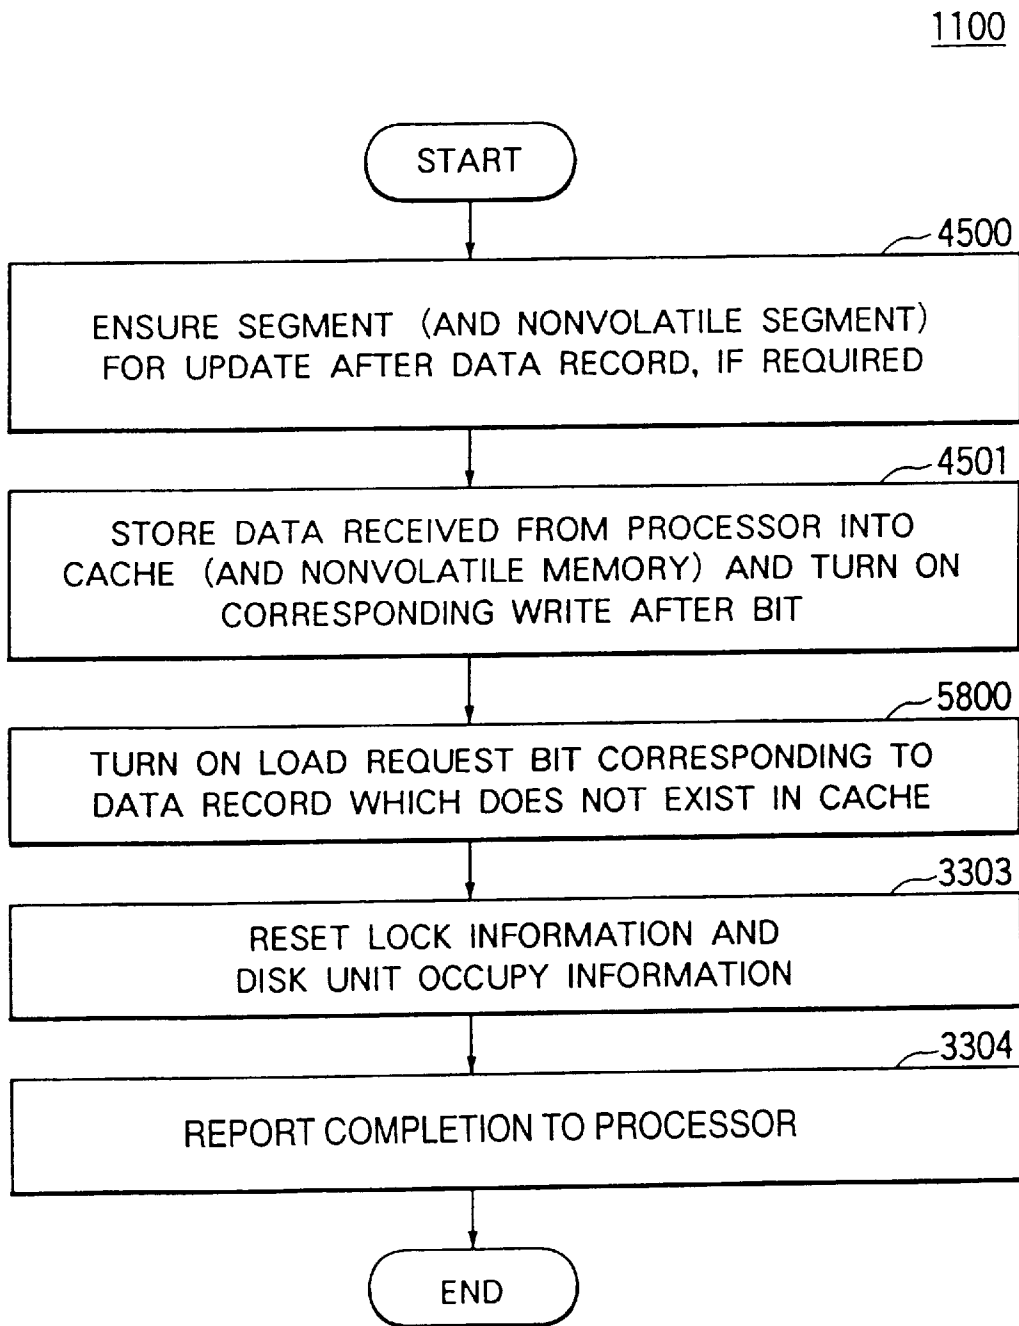 1100
START
4500
ENSURE SEGMENT (AND NONVOLATILE SEGMENT)
FOR UPDATE AFTER DATA RECORD, IF REQUIRED
4501
STORE DATA RECEIVED FROM PROCESSOR INTO
CACHE (AND NONVOLATILE MEMORY) AND TURN ON
CORRESPONDING WRITE AFTER BIT
5800
TURN ON LOAD REQUEST BIT CORRESPONDING TO
DATA RECORD WHICH DOES NOT EXIST IN CACHE
3303
RESET LOCK INFORMATION AND
DISK UNIT OCCUPY INFORMATION
3304
REPORT COMPLETION TO PROCESSOR
END